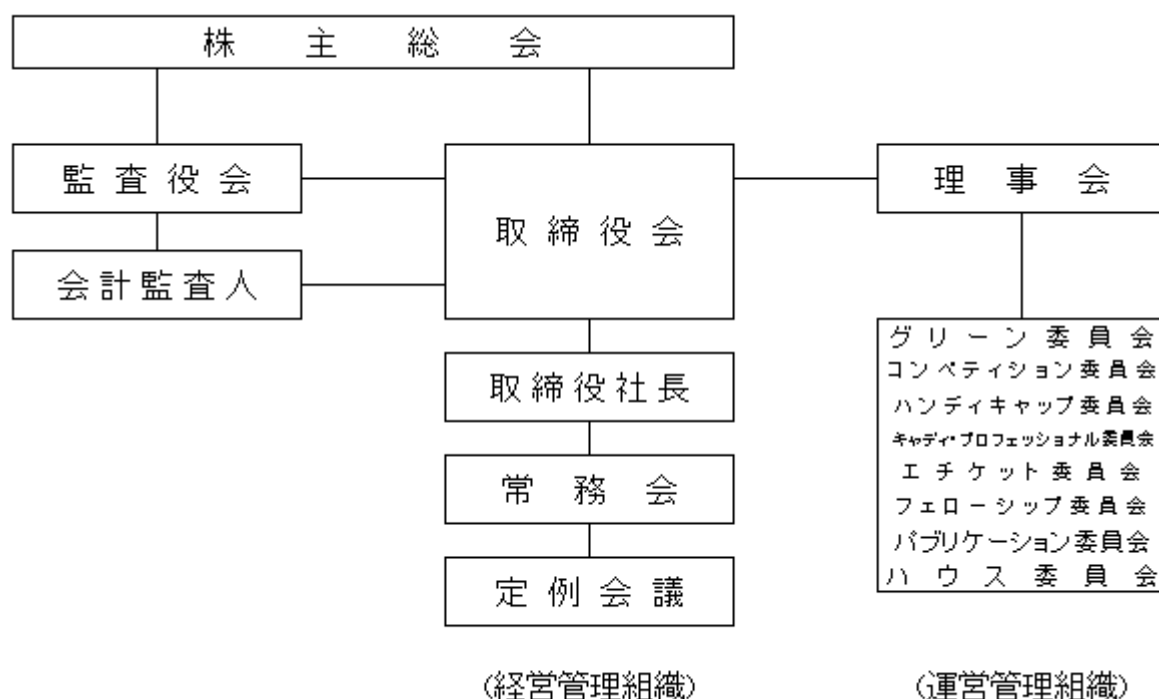 株主総会
監査役会
取締役会
理事会
会計監査人
取締役社長
常務会
定例会議
グリーン委員会
コンペティション委員会
ハンディキャップ委員会
キャディ・プロフェッショナル委員会
エチケット委員会
フェローシップ委員会
パブリケーション委員会
ハウス委員会
(経営管理組織)
(運営管理組織)